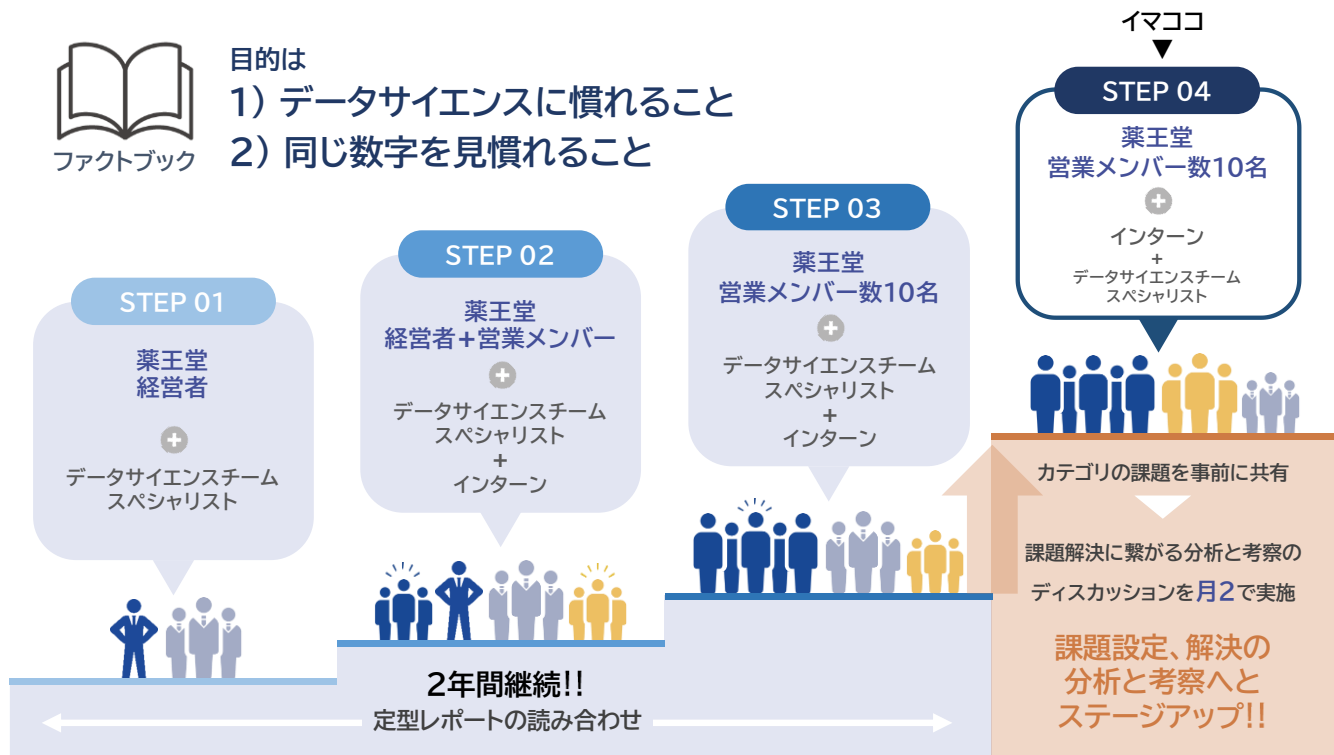 目的は
1）データサイエンスに慣れること
2）同じ数字を見慣れること
ファクトブック
STEP 01
薬王堂
経営者
+
データサイエンスチーム
スペシャリスト
STEP 02
薬王堂
経営者+営業メンバー
+
データサイエンスチーム
スペシャリスト
+
インターン
STEP 03
薬王堂
営業メンバー数10名
+
データサイエンスチーム
スペシャリスト
+
インターン
イマココ
▼
STEP 04
薬王堂
営業メンバー数10名
+
インターン
+
データサイエンスチーム
スペシャリスト
2年間継続!!
定型レポートの読み合わせ
カテゴリの課題を事前に共有
課題解決に繋がる分析と考察の
ディスカッションを月2で実施
課題設定、解決の
分析と考察へと
ステージアップ!!